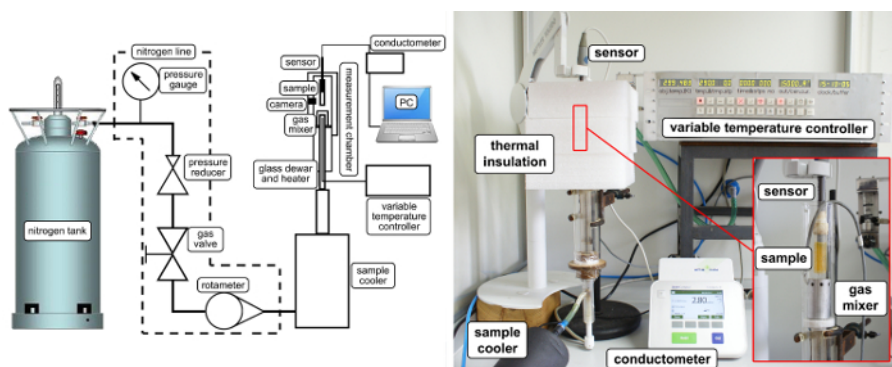 nitrogen line
pressure
gauge
nitrogen tank
pressure
reducer
gas
valve
rotameter
sensor
sample
camera
gas
mixer
measurement chamber
glass dewar
and heater
conductometer
PC
variable
temperature
controller
sample
cooler
sensor
thermal
insulation
variable temperature controller
sample
cooler
conductometer
2.80
sensor
sample
gas
mixer